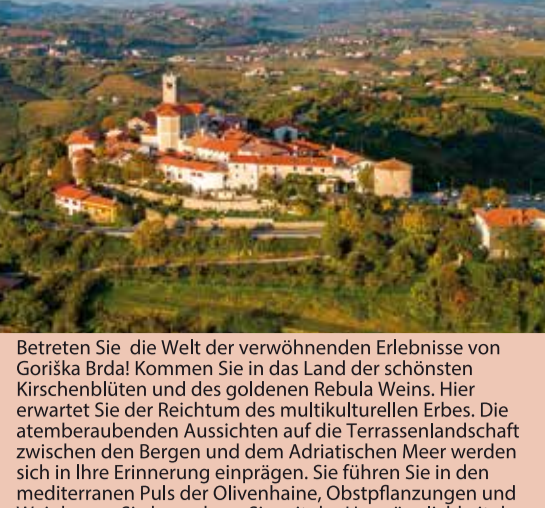 Betreten Sie  die Welt der verwöhnenden Erlebnisse von
Goriška Brda! Kommen Sie in das Land der schönsten
Kirschenblüten und des goldenen Rebula Weins. Hier
erwartet Sie der Reichtum des multikulturellen Erbes. Die
atemberaubenden Aussichten auf die Terrassenlandschaft
zwischen den Bergen und dem Adriatischen Meer werden
sich in Ihre Erinnerung einprägen. Sie führen Sie in den
mediterranen Puls der Olivenhaine, Obstpflanzungen und